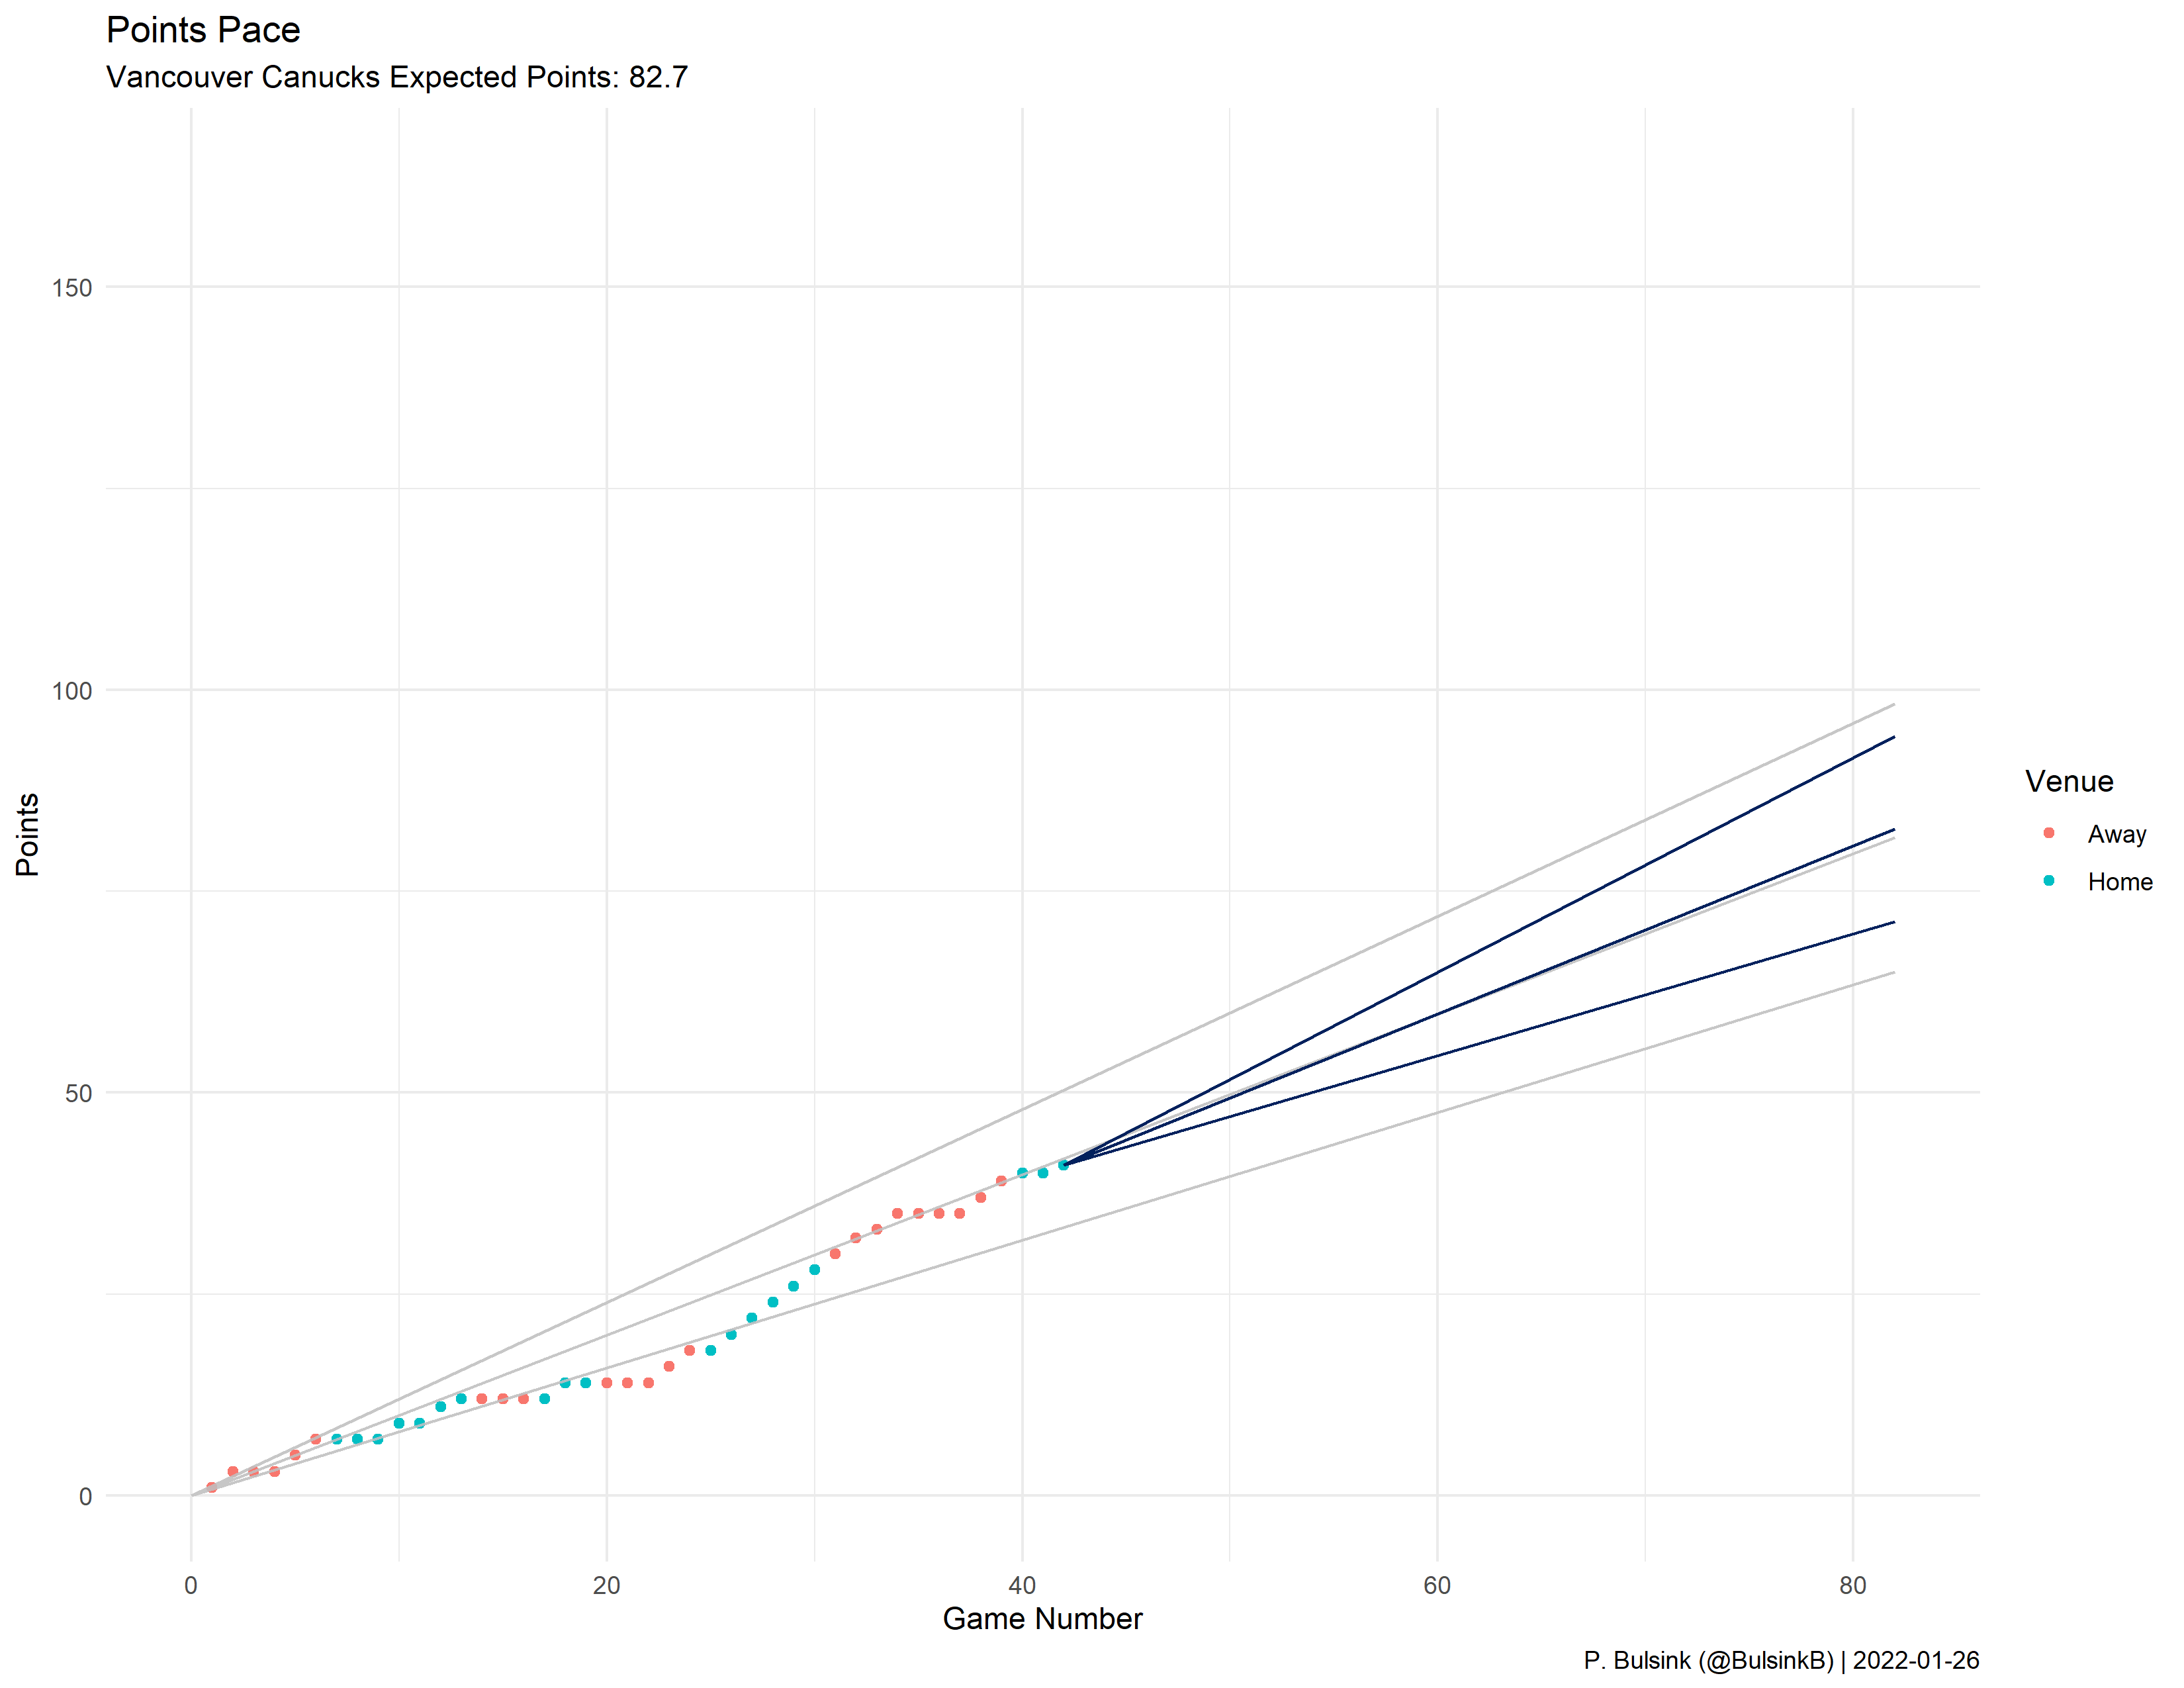 Points Pace
Vancouver Canucks Expected Points: 82.7
150
100
50
0
Points
0 20 40 60 80
Game Number
Venue
Away
Home
P. Bulsink (@BulsinkB) | 2022-01-26